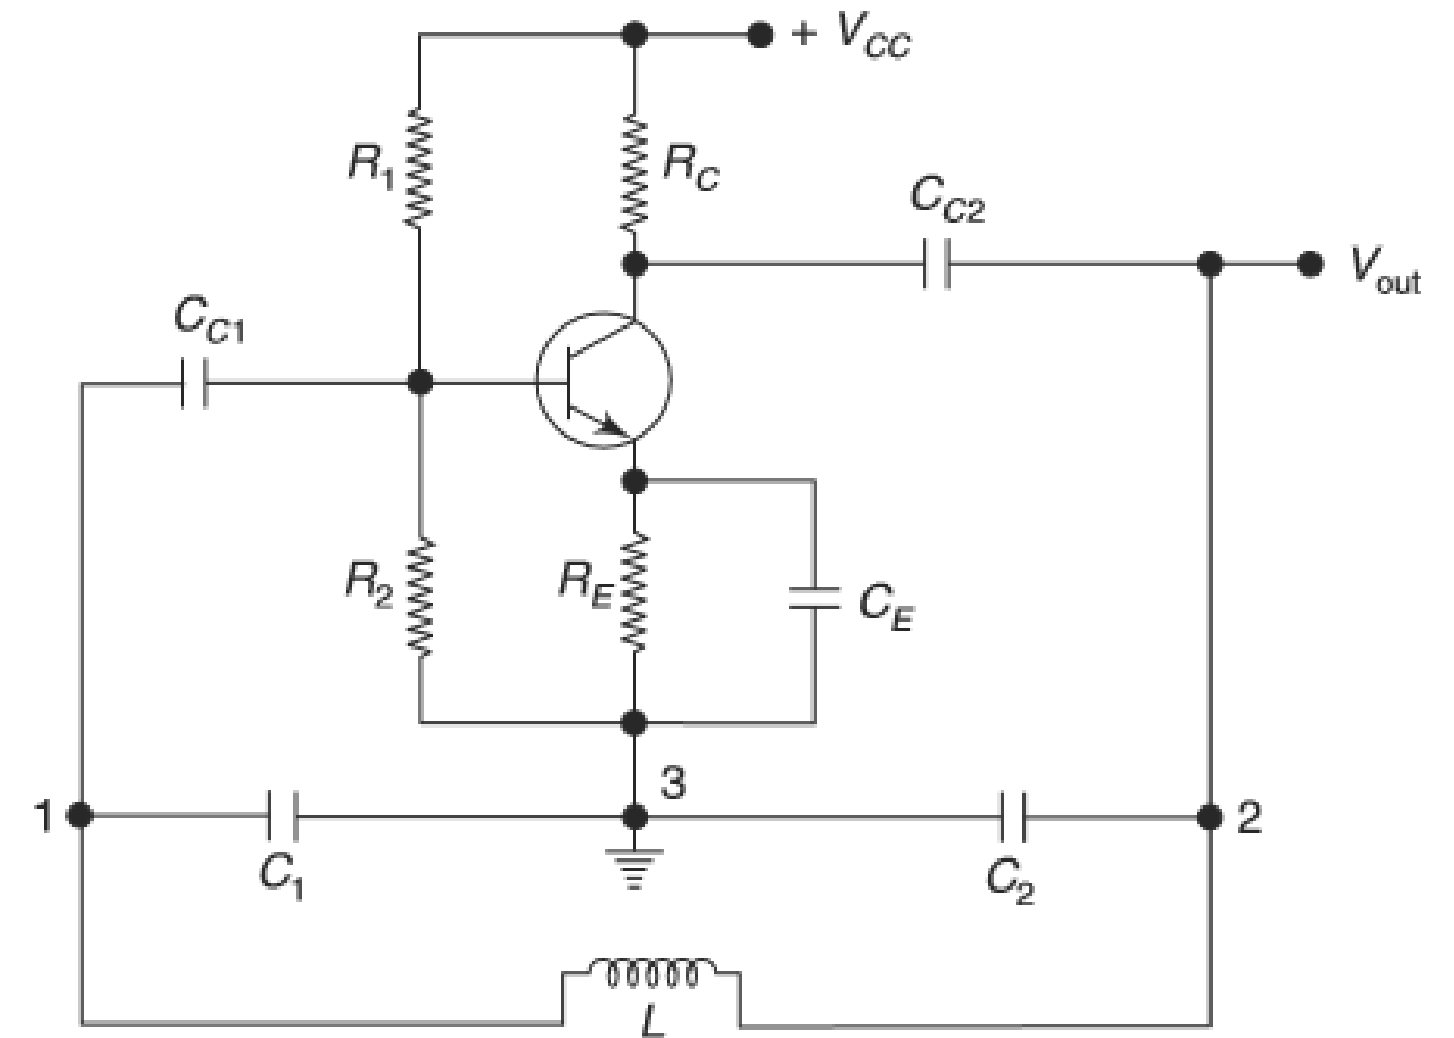 + V_CC
R_1
R_C
C_C2
V_out
C_C1
R_2
R_E
C_E
3
1
2
C_1
C_2
L